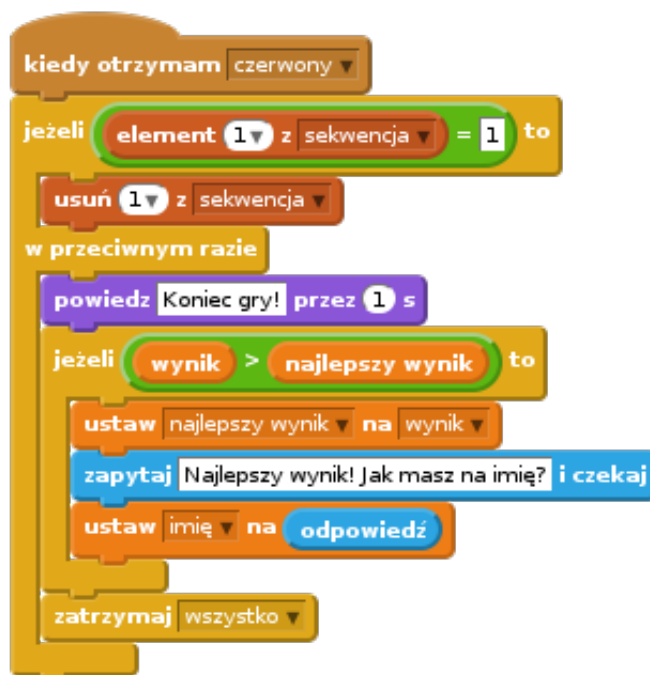 kiedy otrzymam czerwony
jeżeli element 1 z sekwencja = 1 to
usuń 1 z sekwencja
w przeciwnym razie
powiedz Koniec gry! przez 1 s
jeżeli wynik > najlepszy wynik to
ustaw najlepszy wynik na wynik
zapytaj Najlepszy wynik! Jak masz na imię? i czekaj
ustaw imię na odpowiedź
zatrzymaj wszystko